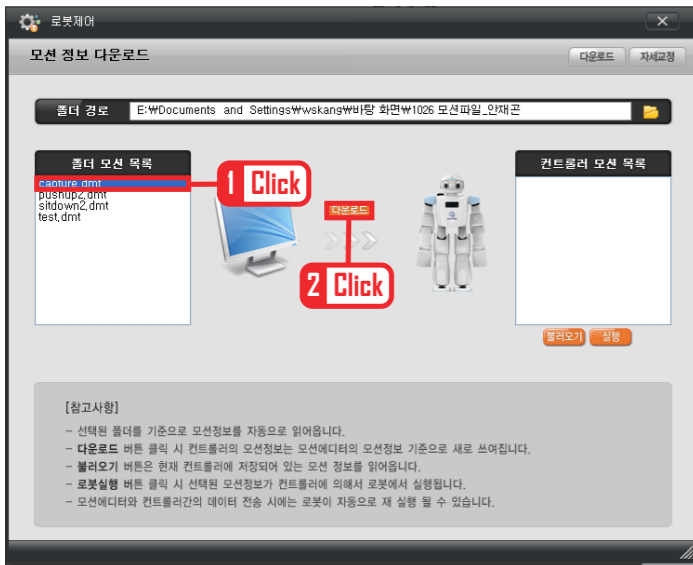 로봇제어
모션 정보 다운로드
다운로드 자세교정
폴더 경로 E:\Documents and Settings\wskang\바탕 화면\1026 모션파일_안재곤
폴더 모션 목록
capture.dmt
pushup2.dmt
sitdown2.dmt
test.dmt
1 Click
다운로드
2 Click
컨트롤러 모션 목록
불러오기 실행
[참고사항]
- 선택된 폴더를 기준으로 모션정보를 자동으로 읽어옵니다.
- 다운로드 버튼 클릭 시 컨트롤러의 모션정보는 모션에디터의 모션정보 기준으로 새로 쓰여집니다.
- 불러오기 버튼은 현재 컨트롤러에 저장되어 있는 모션 정보를 읽어옵니다.
- 로봇실행 버튼 클릭 시 선택된 모션정보가 컨트롤러에 의해서 로봇에서 실행됩니다.
- 모션에디터와 컨트롤러간의 데이터 전송 시에는 로봇이 자동으로 재 실행 될 수 있습니다.